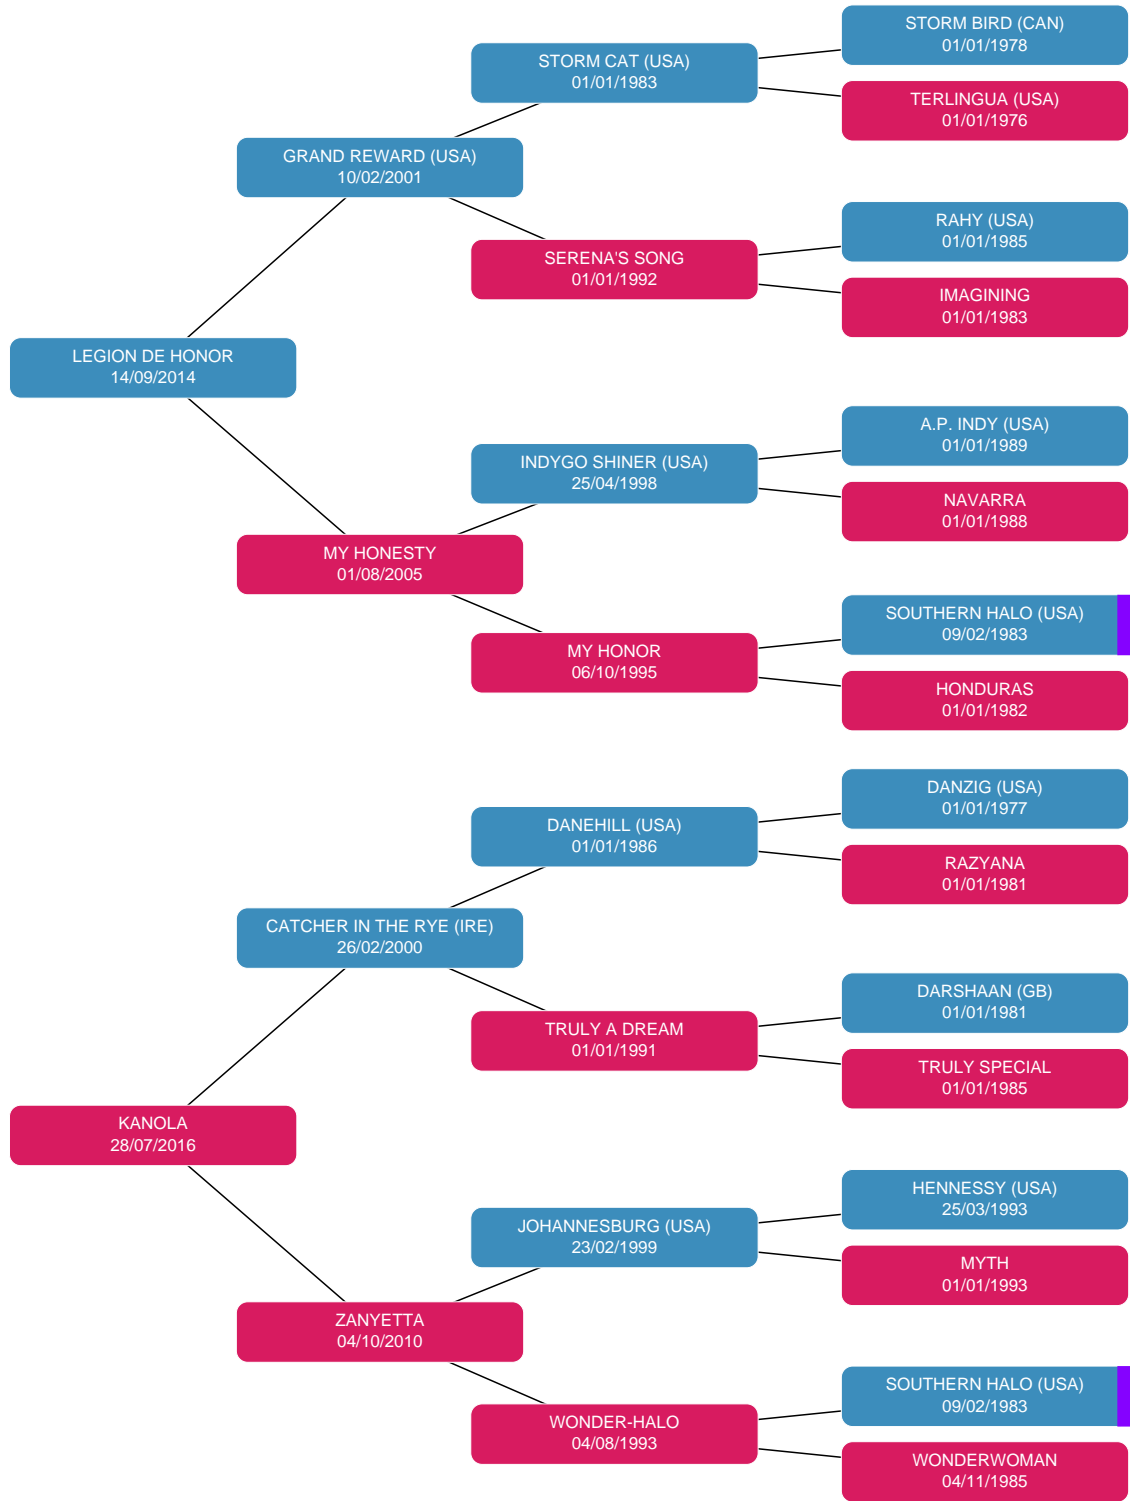 STORM BIRD (CAN)
01/01/1978
STORM CAT (USA)
01/01/1983
TERLINGUA (USA)
01/01/1976
GRAND REWARD (USA)
10/02/2001
RAHY (USA)
01/01/1985
SERENA'S SONG
01/01/1992
IMAGINING
01/01/1983
LEGION DE HONOR
14/09/2014
A.P. INDY (USA)
01/01/1989
INDYGO SHINER (USA)
25/04/1998
NAVARRA
01/01/1988
MY HONESTY
01/08/2005
SOUTHERN HALO (USA)
09/02/1983
MY HONOR
06/10/1995
HONDURAS
01/01/1982
DANZIG (USA)
01/01/1977
DANEHILL (USA)
01/01/1986
RAZYANA
01/01/1981
CATCHER IN THE RYE (IRE)
26/02/2000
DARSHAAN (GB)
01/01/1981
TRULY A DREAM
01/01/1991
TRULY SPECIAL
01/01/1985
KANOLA
28/07/2016
HENNESSY (USA)
25/03/1993
JOHANNESBURG (USA)
23/02/1999
MYTH
01/01/1993
ZANYETTA
04/10/2010
SOUTHERN HALO (USA)
09/02/1983
WONDER-HALO
04/08/1993
WONDERWOMAN
04/11/1985